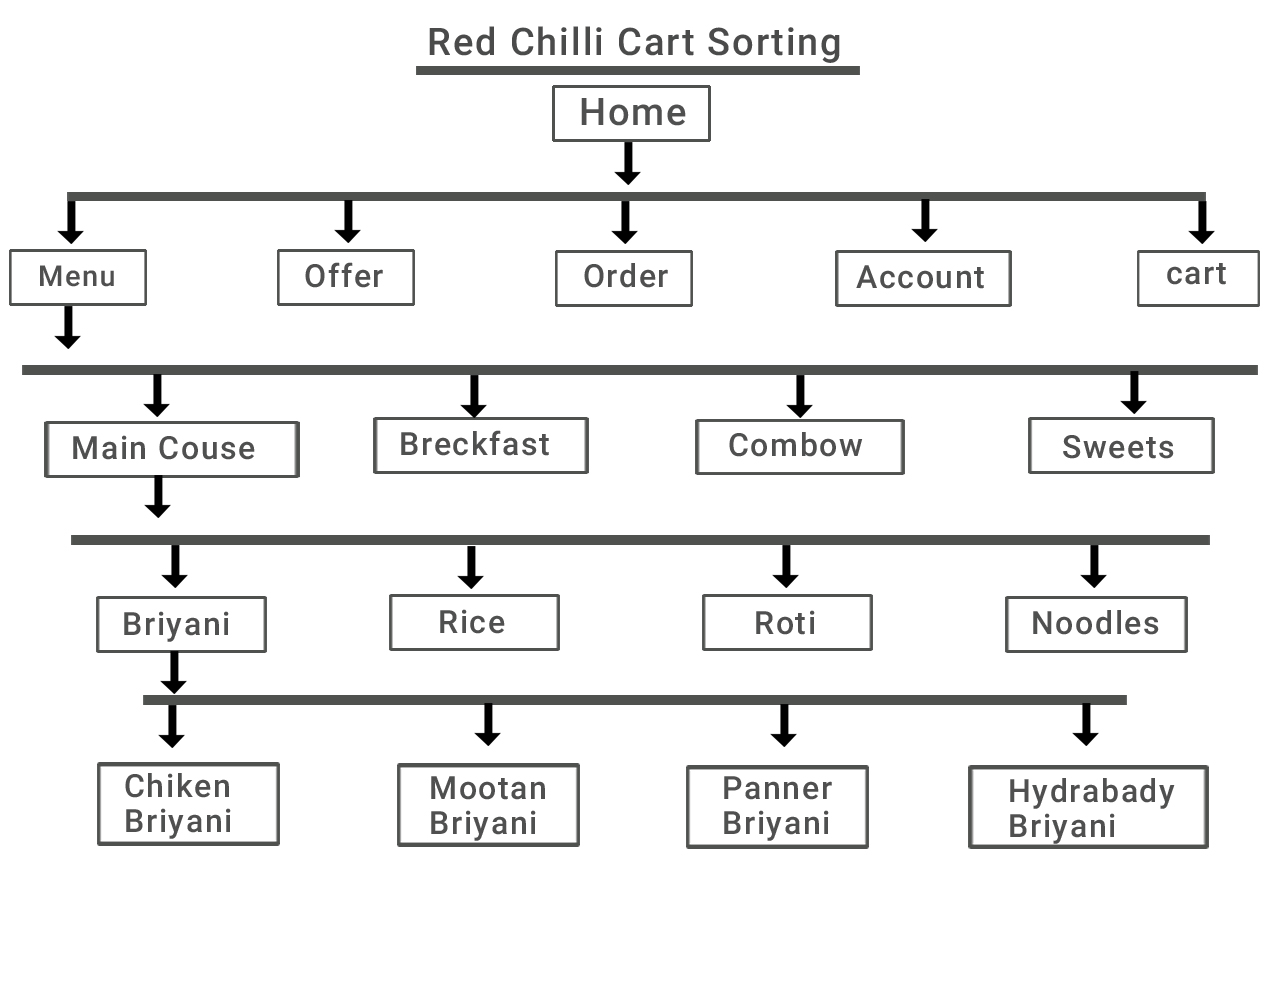 Red Chilli Cart Sorting
Home
Menu
Offer
Order
Account
cart
Main Couse
Breckfast
Combow
Sweets
Briyani
Rice
Roti
Noodles
Chiken
Briyani
Mootan
Briyani
Panner
Briyani
Hydrabady
Briyani